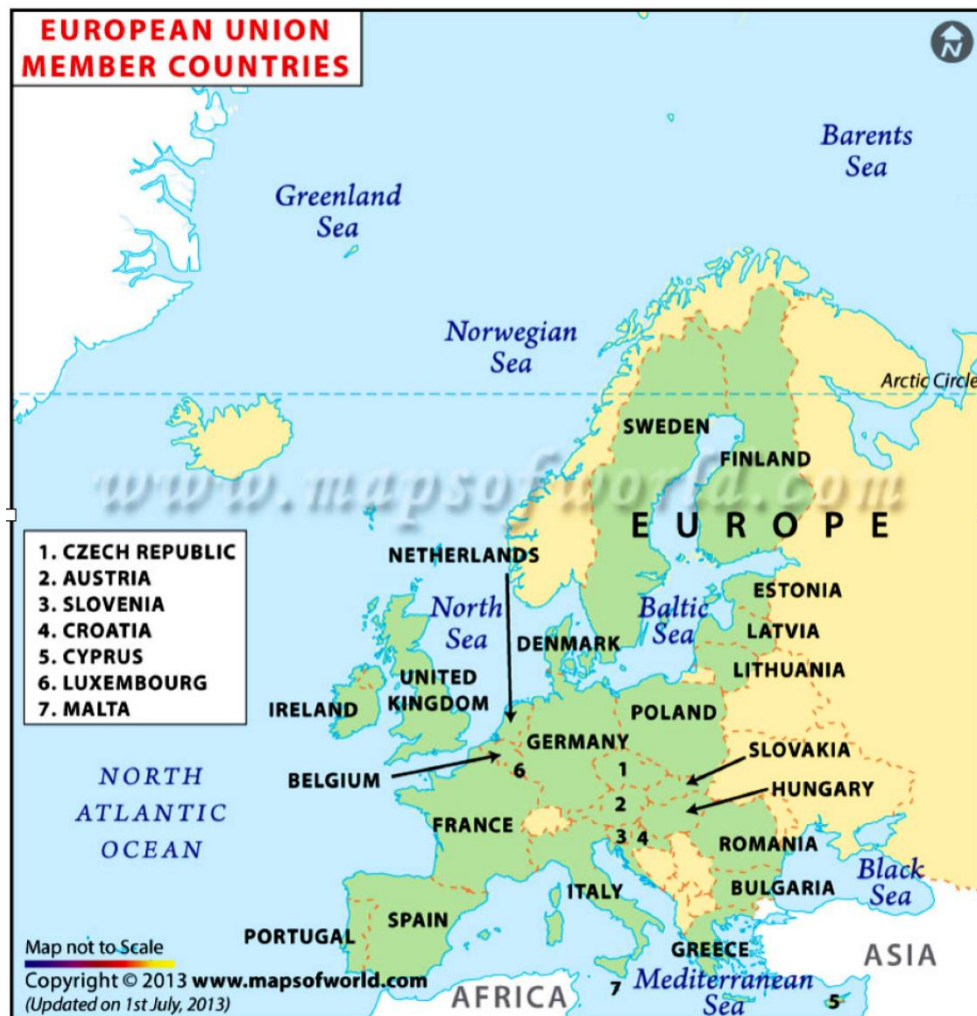 EUROPEAN UNION
MEMBER COUNTRIES
N
Barents
Sea
Greenland
Sea
Norwegian
Sea
Arctic Circle
SWEDEN
FINLAND
www.mapsofworld.com
EUROPE
1. CZECH REPUBLIC
2. AUSTRIA
3. SLOVENIA
4. CROATIA
5. CYPRUS
6. LUXEMBOURG
7. MALTA
NETHERLANDS
North
Sea
Baltic
Sea
ESTONIA
LATVIA
LITHUANIA
DENMARK
UNITED
KINGDOM
IRELAND
POLAND
GERMANY
SLOVAKIA
BELGIUM
6
1
HUNGARY
2
NORTH
ATLANTIC
OCEAN
FRANCE
3
4
ROMANIA
ITALY
BULGARIA
Black
Sea
SPAIN
PORTUGAL
GREECE
ASIA
Map not to Scale
Copyright © 2013 www.mapsofworld.com
(Updated on 1st July, 2013)
AFRICA
7
Mediterranean
Sea
5